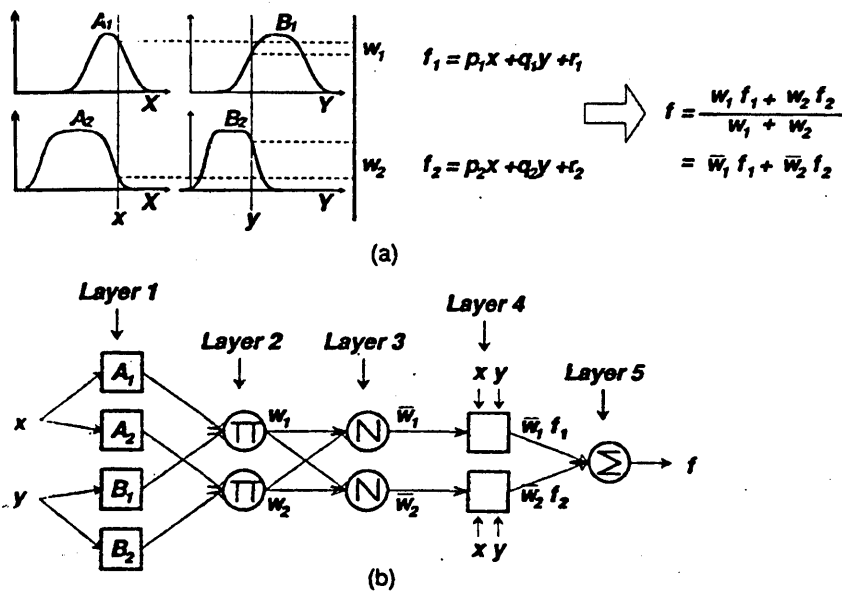 A₁ B₁
w₁ f₁ = p₁x + q₁y + r₁
X Y
f = w₁ f₁ + w₂ f₂ / w₁ + w₂
A₂ B₂
w₂ f₂ = p₂x + q₂y + r₂
= w̅₁ f₁ + w̅₂ f₂
X Y
x y
(a)
Layer 1
Layer 2
Layer 3
Layer 4
Layer 5
x y
A₁
w₁ w̅₁ w̅₁ f₁
x A₂ Π N
Σ f
y B₁ Π N
w₂ w̅₂ w̅₂ f₂
B₂
x y
(b)